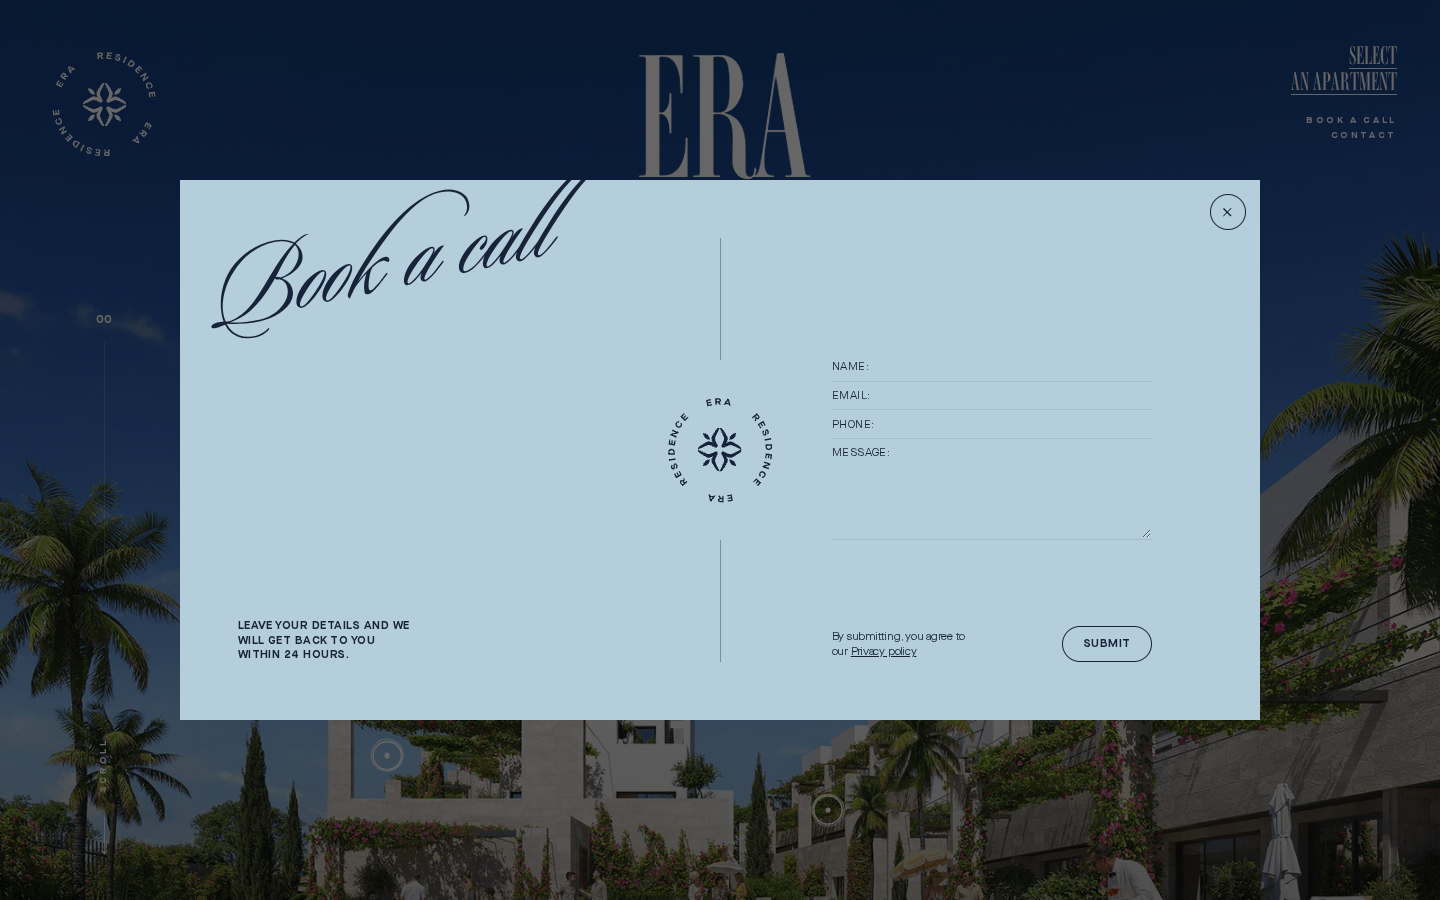 ERA RESIDENCE ERA RESIDENCE
ERA
SELECT
AN APARTMENT
BOOK A CALL
CONTACT
Book a call
00
NAME:
EMAIL:
PHONE:
MESSAGE:
ERA RESIDENCE ERA RESIDENCE
LEAVE YOUR DETAILS AND WE
WILL GET BACK TO YOU
WITHIN 24 HOURS.
By submitting, you agree to
our Privacy policy
SUBMIT
SCROLL